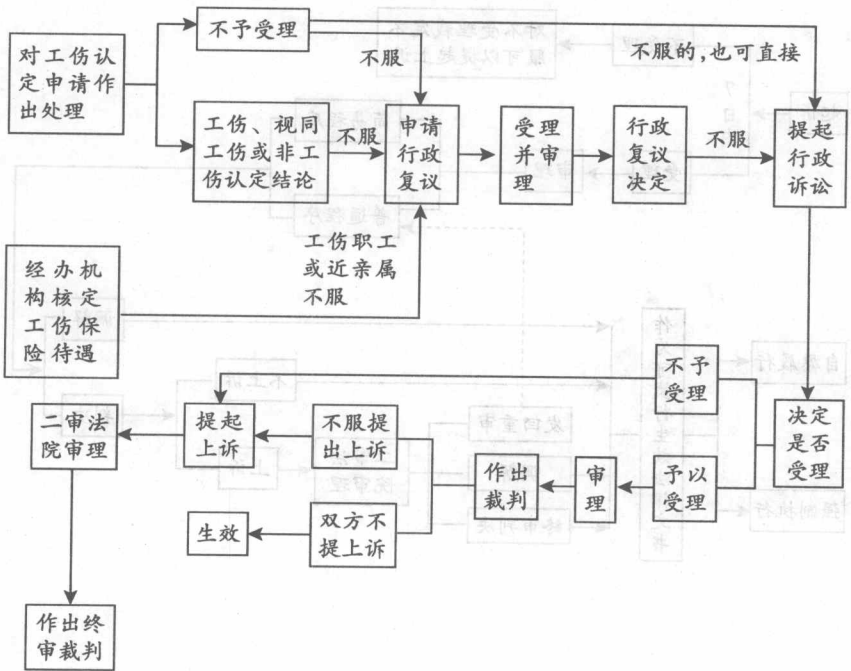 不予受理
对工伤认
定申请作
出处理
不服
不服的,也可直接
工伤、视同
工伤或非工
伤认定结论
不服
申请
行政
复议
受理
并审
理
行政
复议
决定
不服
提起
行政
诉讼
工伤职工
或近亲属
不服
经办机
构核定
工伤保
险待遇
不予
受理
决定
是否
受理
予以
受理
审
理
作出
裁判
不服提
出上诉
提起
上诉
二审法
院审理
双方不
提上诉
生效
作出终
审裁判